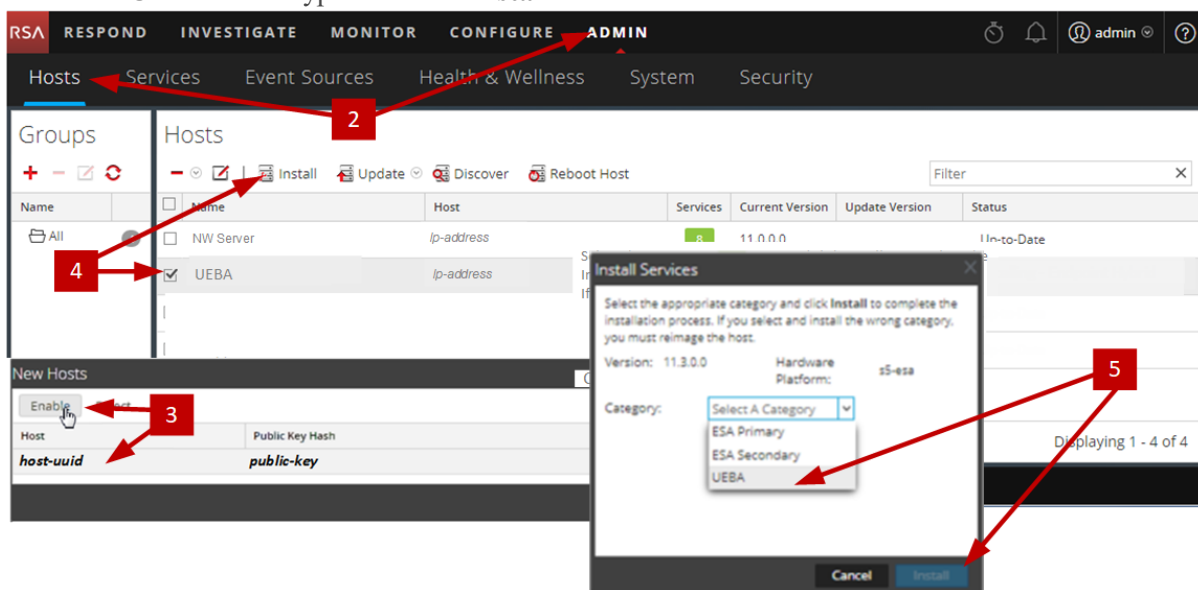 RSA RESPOND INVESTIGATE MONITOR CONFIGURE ADMIN admin ?
Hosts Services Event Sources Health & Wellness System Security
2
Groups
Hosts
Install Update Discover Reboot Host
Filter
Name
Name Host Services Current Version Update Version Status
All
NW Server Ip-address 8 11.0.0.0 Up-to-Date
4
UEBA Ip-address
Install Services
Select the appropriate category and click Install to complete the
installation process. If you select and install the wrong category,
you must reimage the host.
Version: 11.3.0.0 Hardware Platform: s5-esa
5
Category: Select A Category
ESA Primary
ESA Secondary
UEBA
Cancel Install
New Hosts
Enable
3
Host Public Key Hash
host-uuid public-key
Displaying 1 - 4 of 4